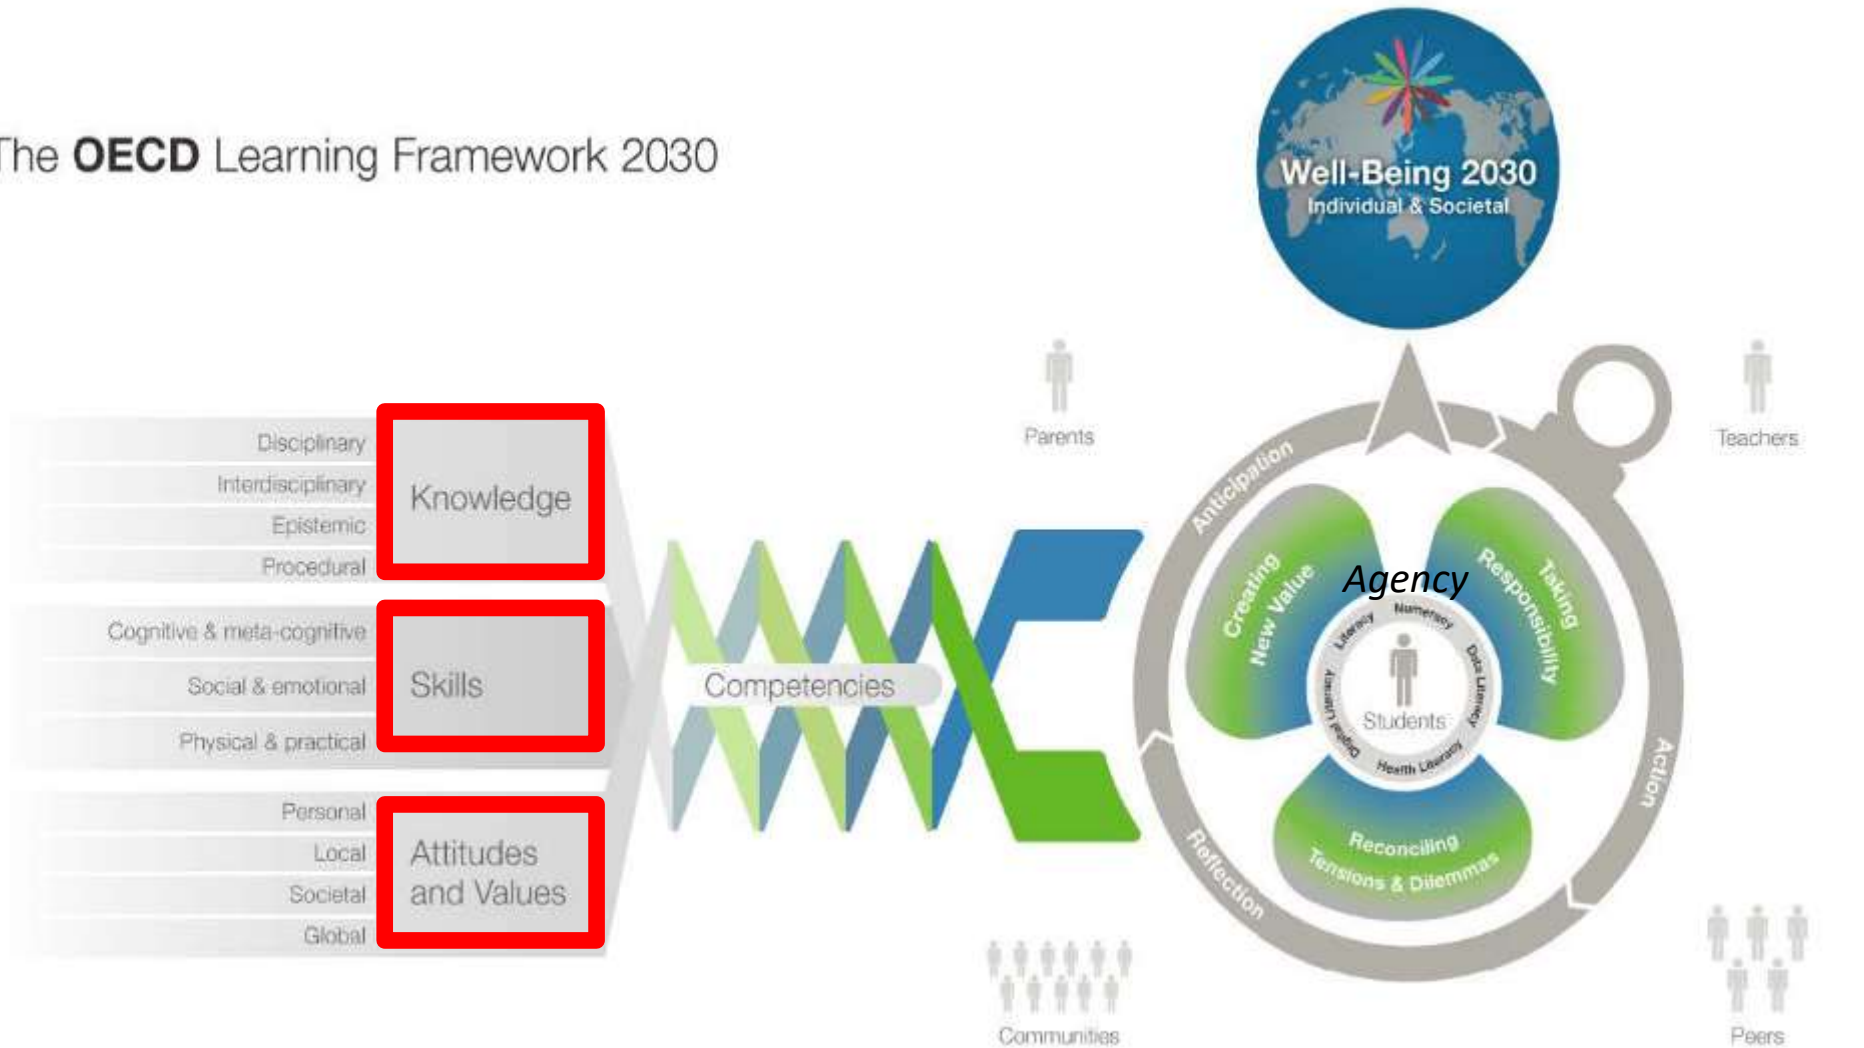 The OECD Learning Framework 2030
Well-Being 2030
Individual & Societal
Parents
Teachers
Disciplinary
Interdisciplinary
Epistemic
Procedural
Knowledge
Cognitive & meta-cognitive
Social & emotional
Physical & practical
Skills
Personal
Local
Societal
Global
Attitudes
and Values
Competencies
Anticipation
Action
Reflection
Creating
New Value
Taking
Responsibility
Reconciling
Tensions & Dilemmas
Agency
Literacy
Numeracy
Data Literacy
Health Literacy
Digital Literacy
Students
Communities
Peers